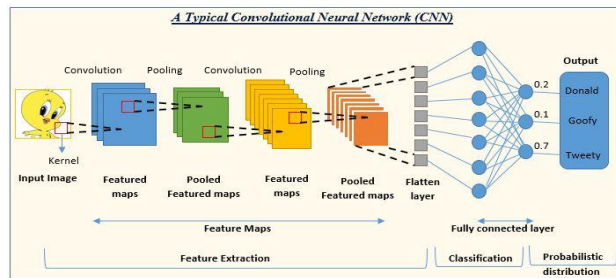 A Typical Convolutional Neural Network (CNN)
Convolution
Pooling
Convolution
Pooling
Output
0.2
Donald
0.1
Goofy
0.7
Tweety
Kernel
Input Image
Featured
maps
Pooled
Featured maps
Featured
maps
Pooled
Featured maps
Flatten
layer
Feature Maps
Fully connected layer
Feature Extraction
Classification
Probabilistic
distribution